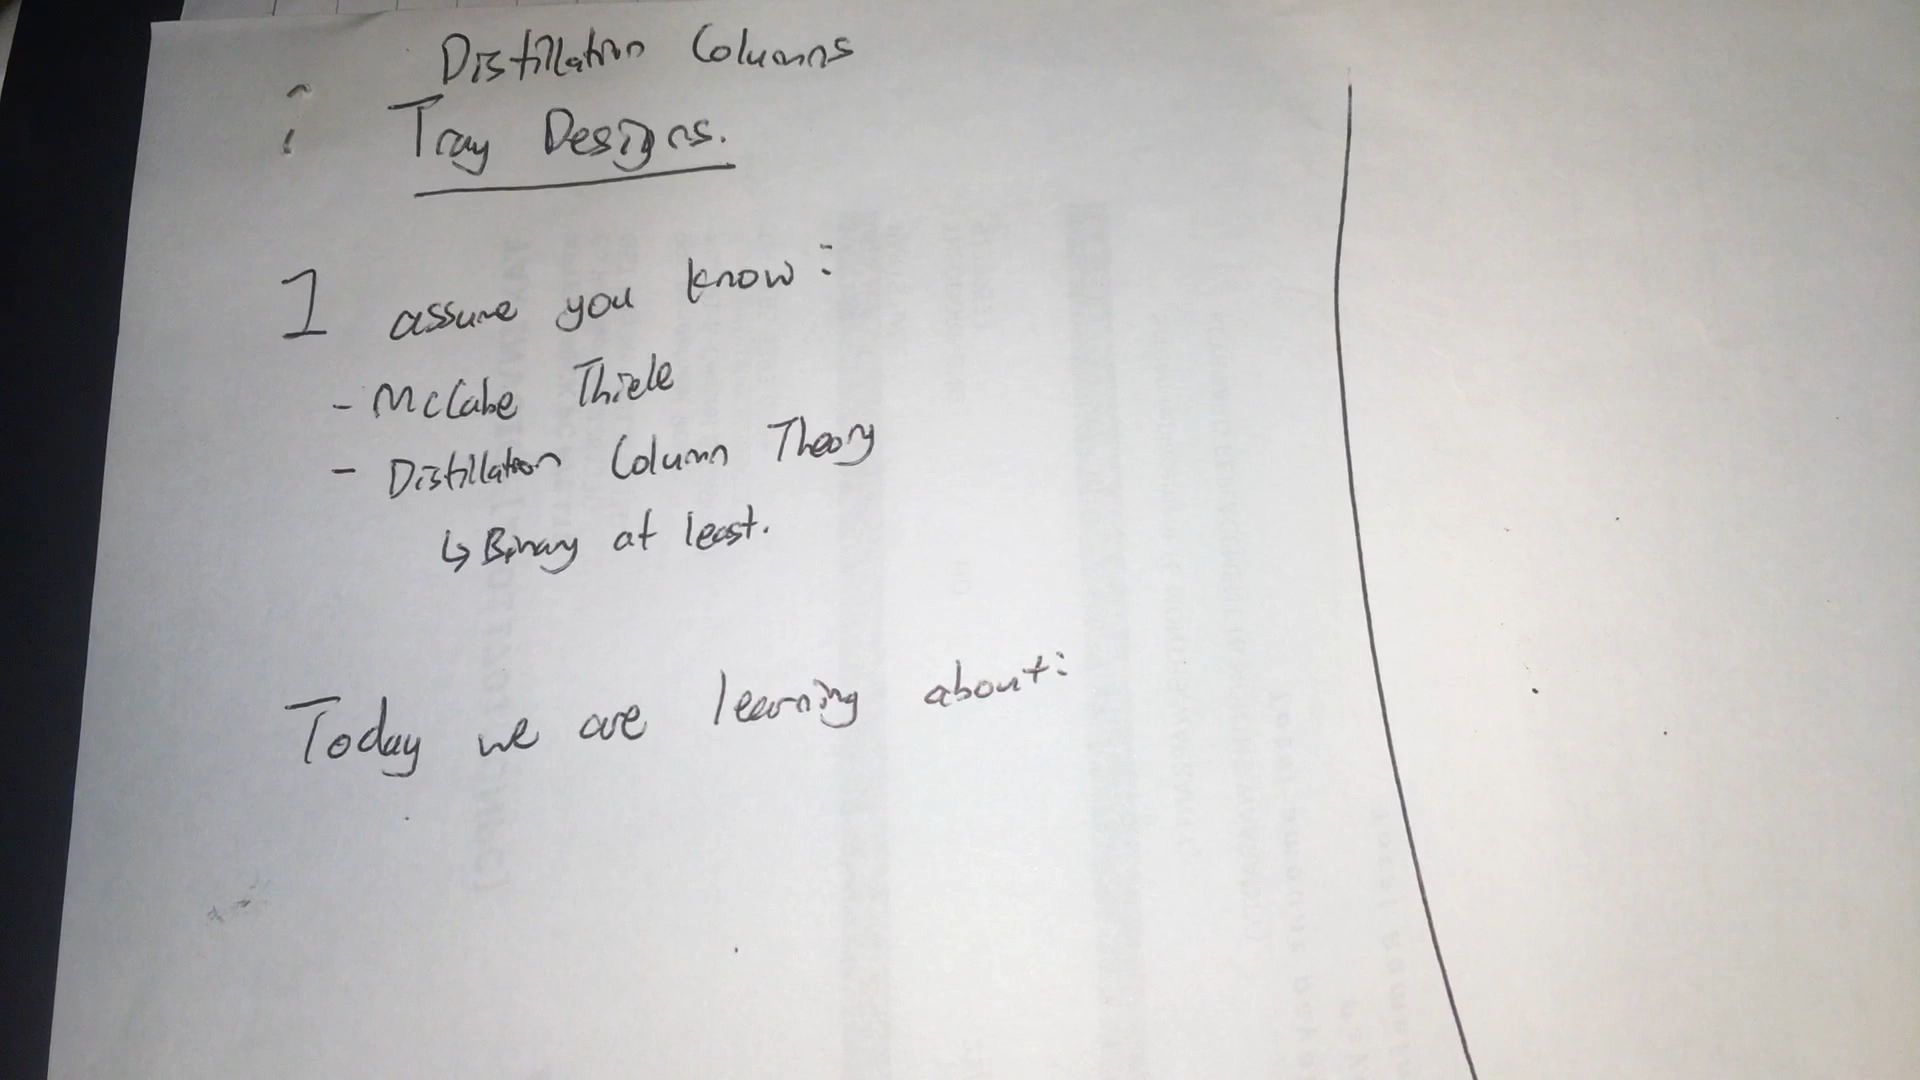 Distillation Columns
Tray Designs.
I assume you know:
- McCabe Thiele
- Distillation Column Theory
↳ Binary at least.
Today we are learning about: